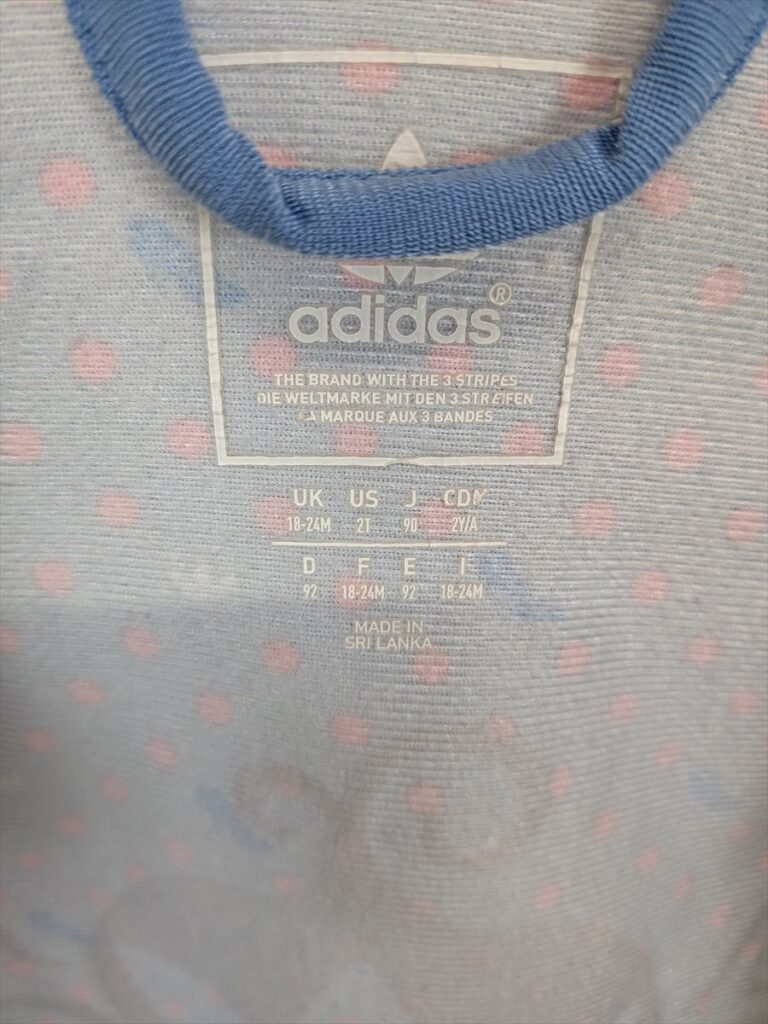 adidas®
THE BRAND WITH THE 3 STRIPES
DIE WELTMARKE MIT DEN 3 STREIFEN
LA MARQUE AUX 3 BANDES
UK US J CDN
18-24M 2T 90 2Y/A
D F E I
92 18-24M 92 18-24M
MADE IN
SRI LANKA